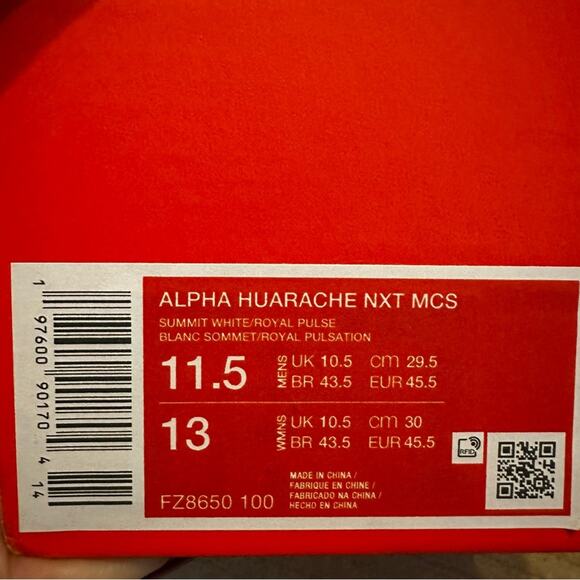 ALPHA HUARACHE NXT MCS
SUMMIT WHITE/ROYAL PULSE
BLANC SOMMET/ROYAL PULSATION
11.5 MENS UK 10.5 cm 29.5
BR 43.5 EUR 45.5
13 WMNS UK 10.5 cm 30
BR 43.5 EUR 45.5
RFID
MADE IN CHINA /
FABRIQUE EN CHINE /
FABRICADO NA CHINA /
HECHO EN CHINA
FZ8650 100
1 97600 90170 4 14